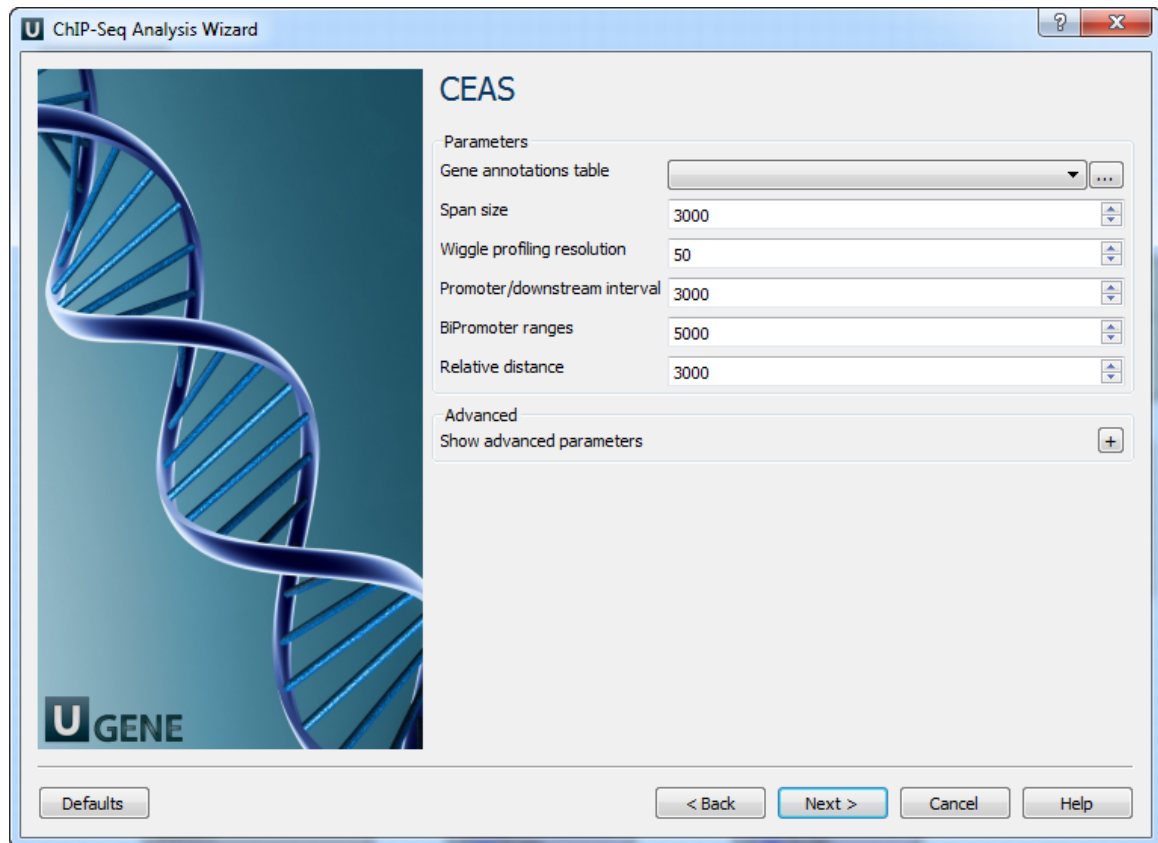 U ChIP-Seq Analysis Wizard
?
CEAS
Parameters
Gene annotations table ...
Span size 3000
Wiggle profiling resolution 50
Promoter/downstream interval 3000
BiPromoter ranges 5000
Relative distance 3000
Advanced
Show advanced parameters +
U GENE
Defaults < Back Next > Cancel Help